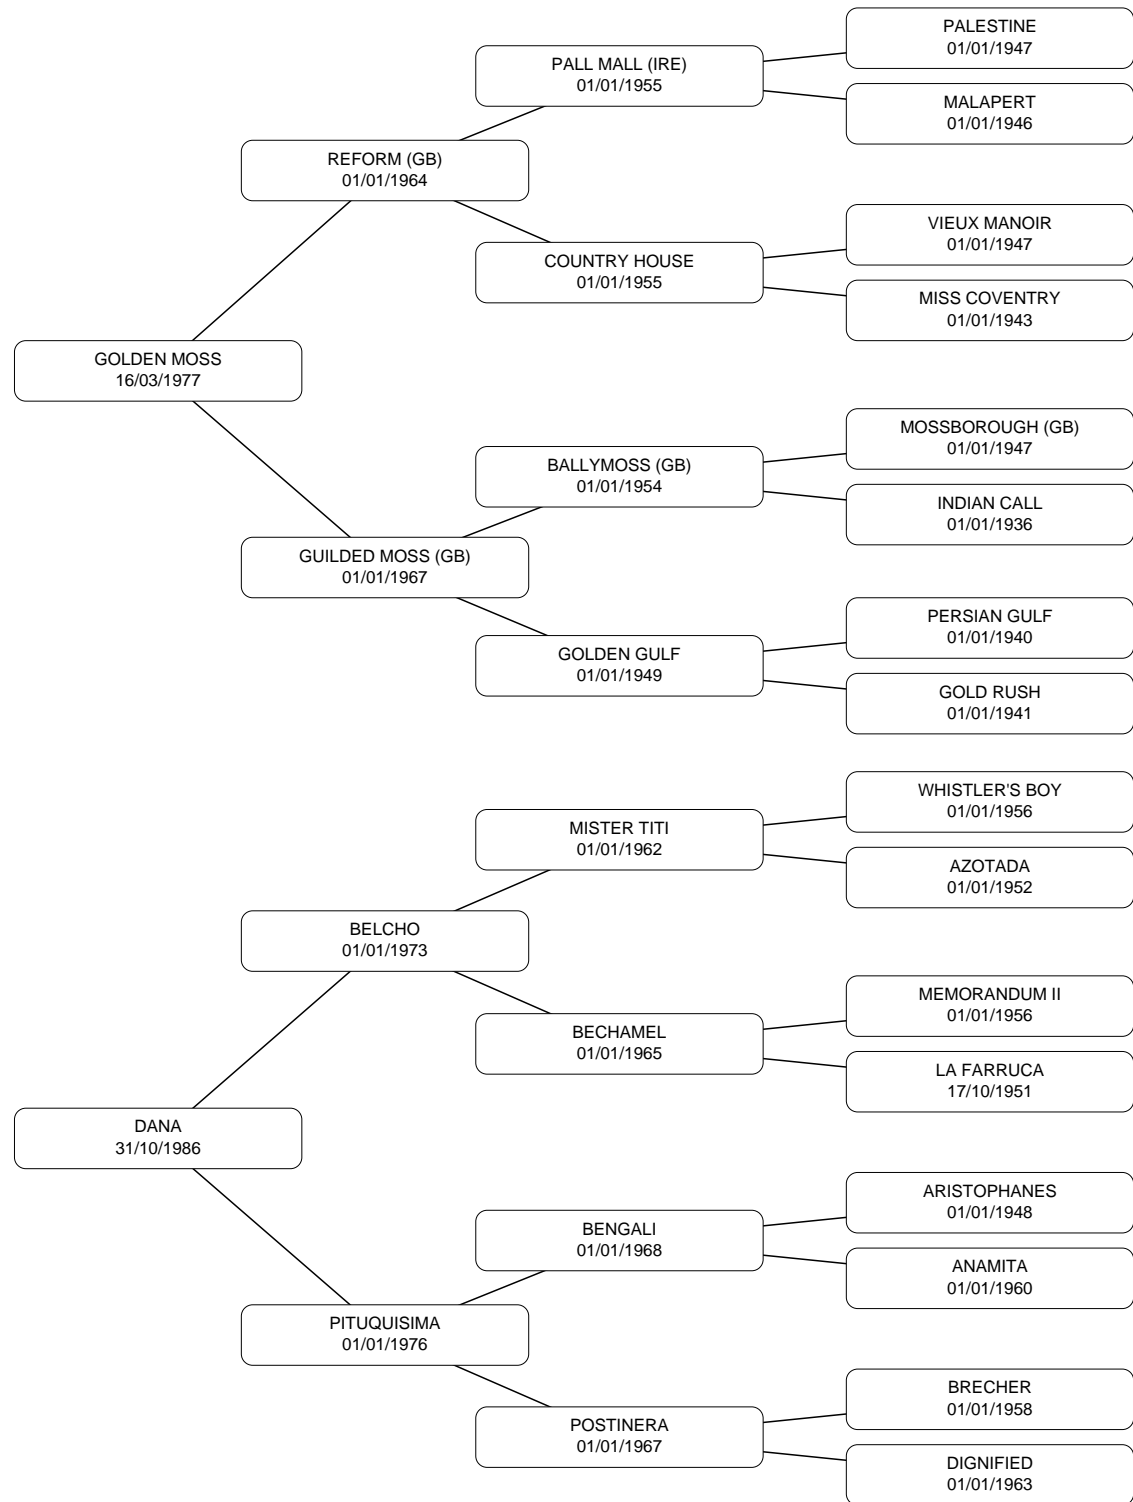 PALESTINE
01/01/1947
PALL MALL (IRE)
01/01/1955
MALAPERT
01/01/1946
REFORM (GB)
01/01/1964
VIEUX MANOIR
01/01/1947
COUNTRY HOUSE
01/01/1955
MISS COVENTRY
01/01/1943
GOLDEN MOSS
16/03/1977
MOSSBOROUGH (GB)
01/01/1947
BALLYMOSS (GB)
01/01/1954
INDIAN CALL
01/01/1936
GUILDED MOSS (GB)
01/01/1967
PERSIAN GULF
01/01/1940
GOLDEN GULF
01/01/1949
GOLD RUSH
01/01/1941
WHISTLER'S BOY
01/01/1956
MISTER TITI
01/01/1962
AZOTADA
01/01/1952
BELCHO
01/01/1973
MEMORANDUM II
01/01/1956
BECHAMEL
01/01/1965
LA FARRUCA
17/10/1951
DANA
31/10/1986
ARISTOPHANES
01/01/1948
BENGALI
01/01/1968
ANAMITA
01/01/1960
PITUQUISIMA
01/01/1976
BRECHER
01/01/1958
POSTINERA
01/01/1967
DIGNIFIED
01/01/1963